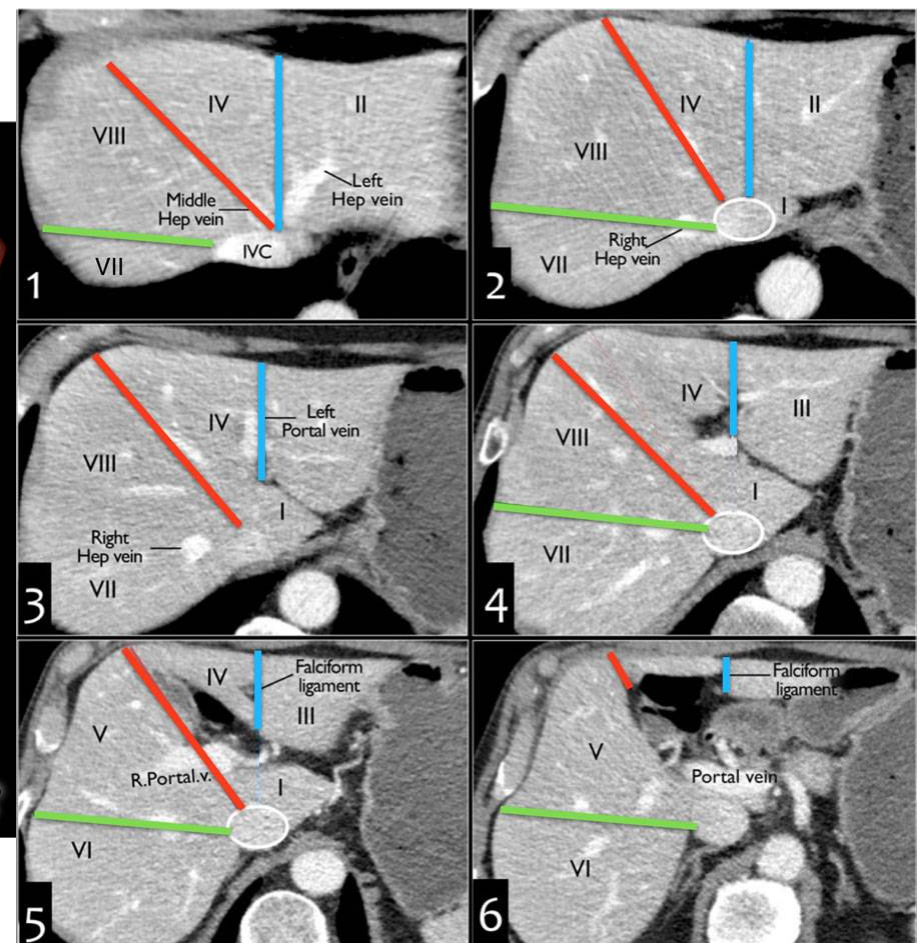 IV
II
VIII
Left
Hep vein
Middle
Hep vein
IVC
VII
1
IV
II
VIII
I
Right
Hep vein
VII
2
IV
Left
Portal vein
VIII
I
Right
Hep vein
VII
3
IV
III
VIII
I
VII
4
IV
Falciform
ligament
III
V
R.Portal.v.
I
VI
5
Falciform
ligament
V
Portal vein
VI
6